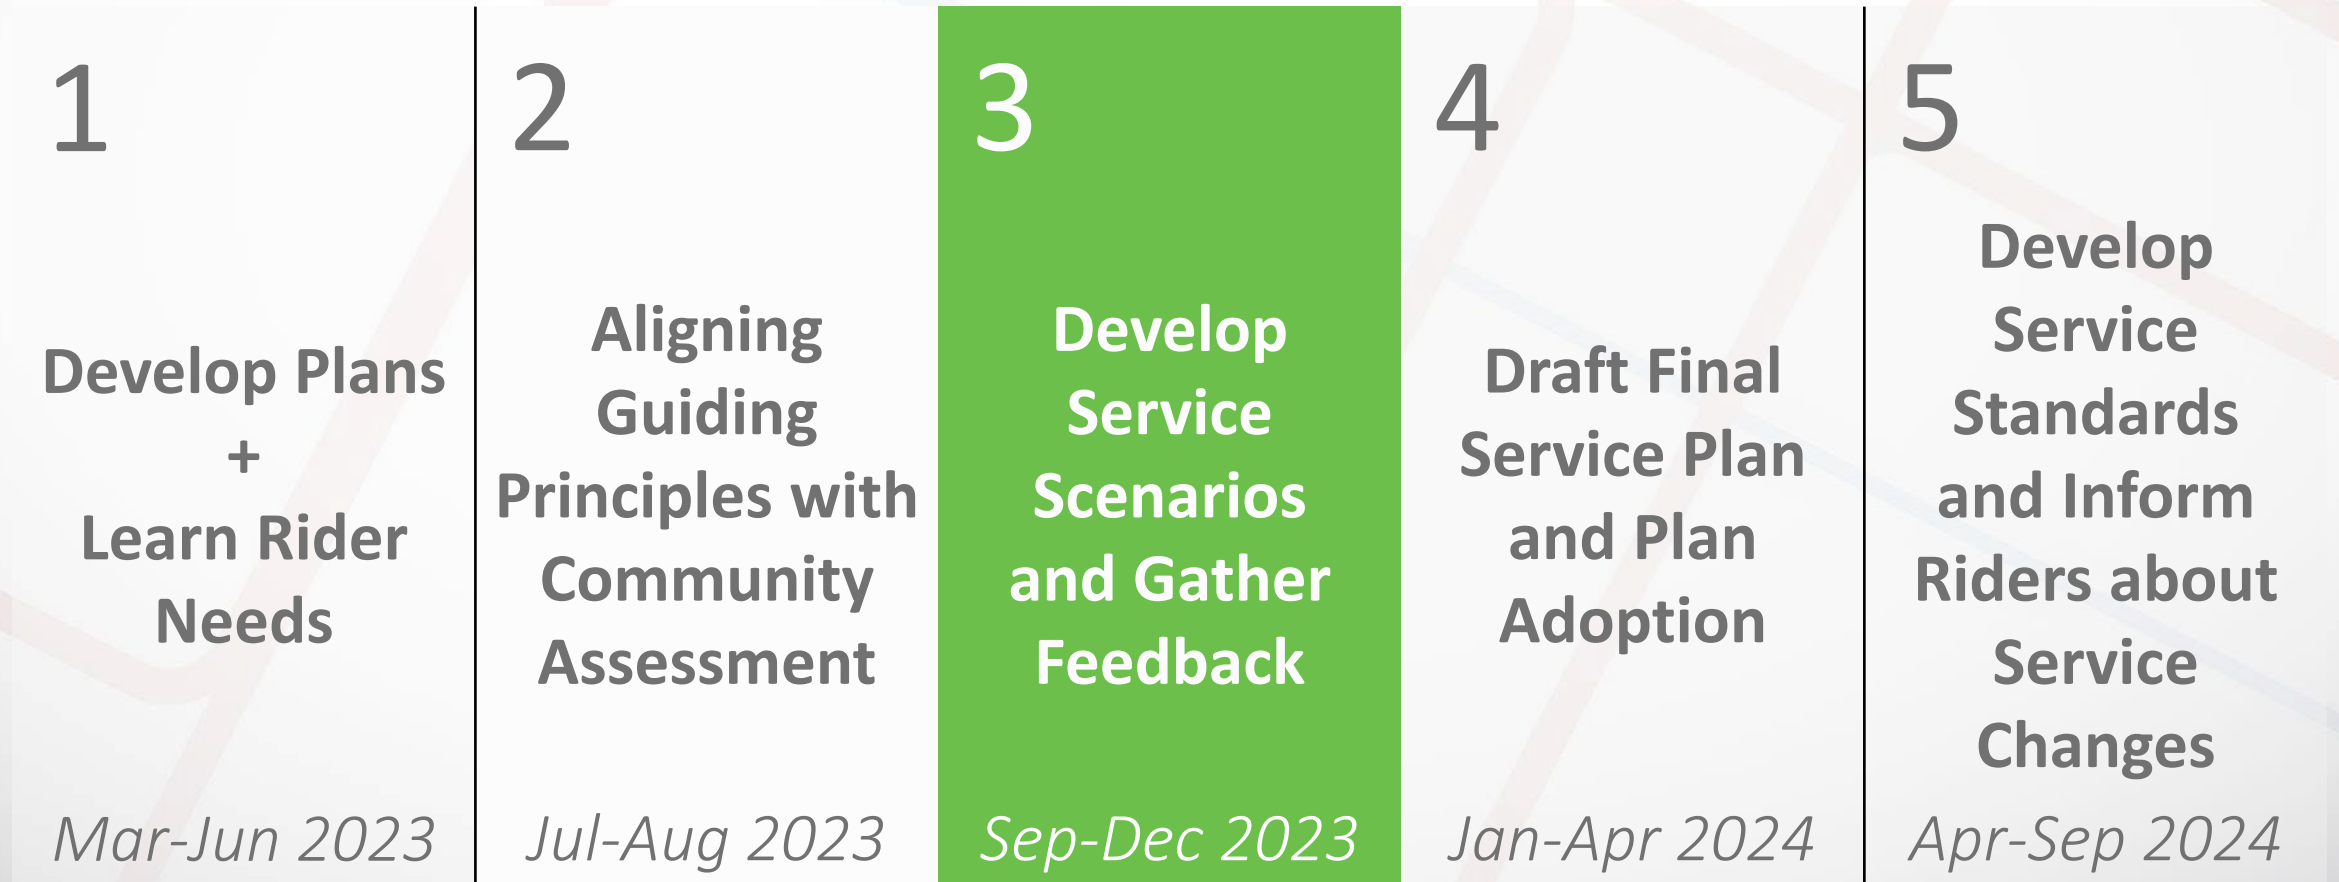 1
Develop Plans
+
Learn Rider
Needs
Mar-Jun 2023
2
Aligning
Guiding
Principles with
Community
Assessment
Jul-Aug 2023
3
Develop
Service
Scenarios
and Gather
Feedback
Sep-Dec 2023
4
Draft Final
Service Plan
and Plan
Adoption
Jan-Apr 2024
5
Develop
Service
Standards
and Inform
Riders about
Service
Changes
Apr-Sep 2024